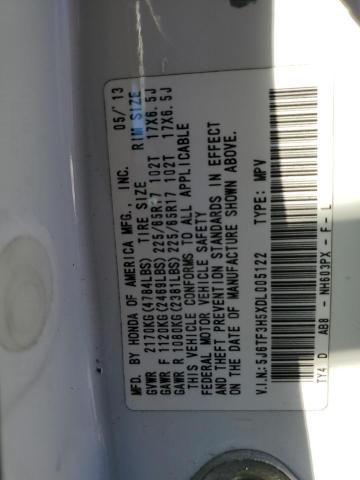 MFD. BY HONDA OF AMERICA MFG., INC. 05/'13
GVWR 2170KG(4784LBS) TIRE SIZE RIM SIZE
GAWR F 1120KG(2469LBS) 225/65R17 102T 17X6.5J
GAWR R 1080KG(2381LBS) 225/65R17 102T 17X6.5J
THIS VEHICLE CONFORMS TO ALL APPLICABLE
FEDERAL MOTOR VEHICLE SAFETY
AND THEFT PREVENTION STANDARDS IN EFFECT ON THE
DATE OF MANUFACTURE SHOWN ABOVE.
V.I.N:5J6TF3H5XDL005122 TYPE: MPV
TY4 D AB8 - NH603PX - F- L